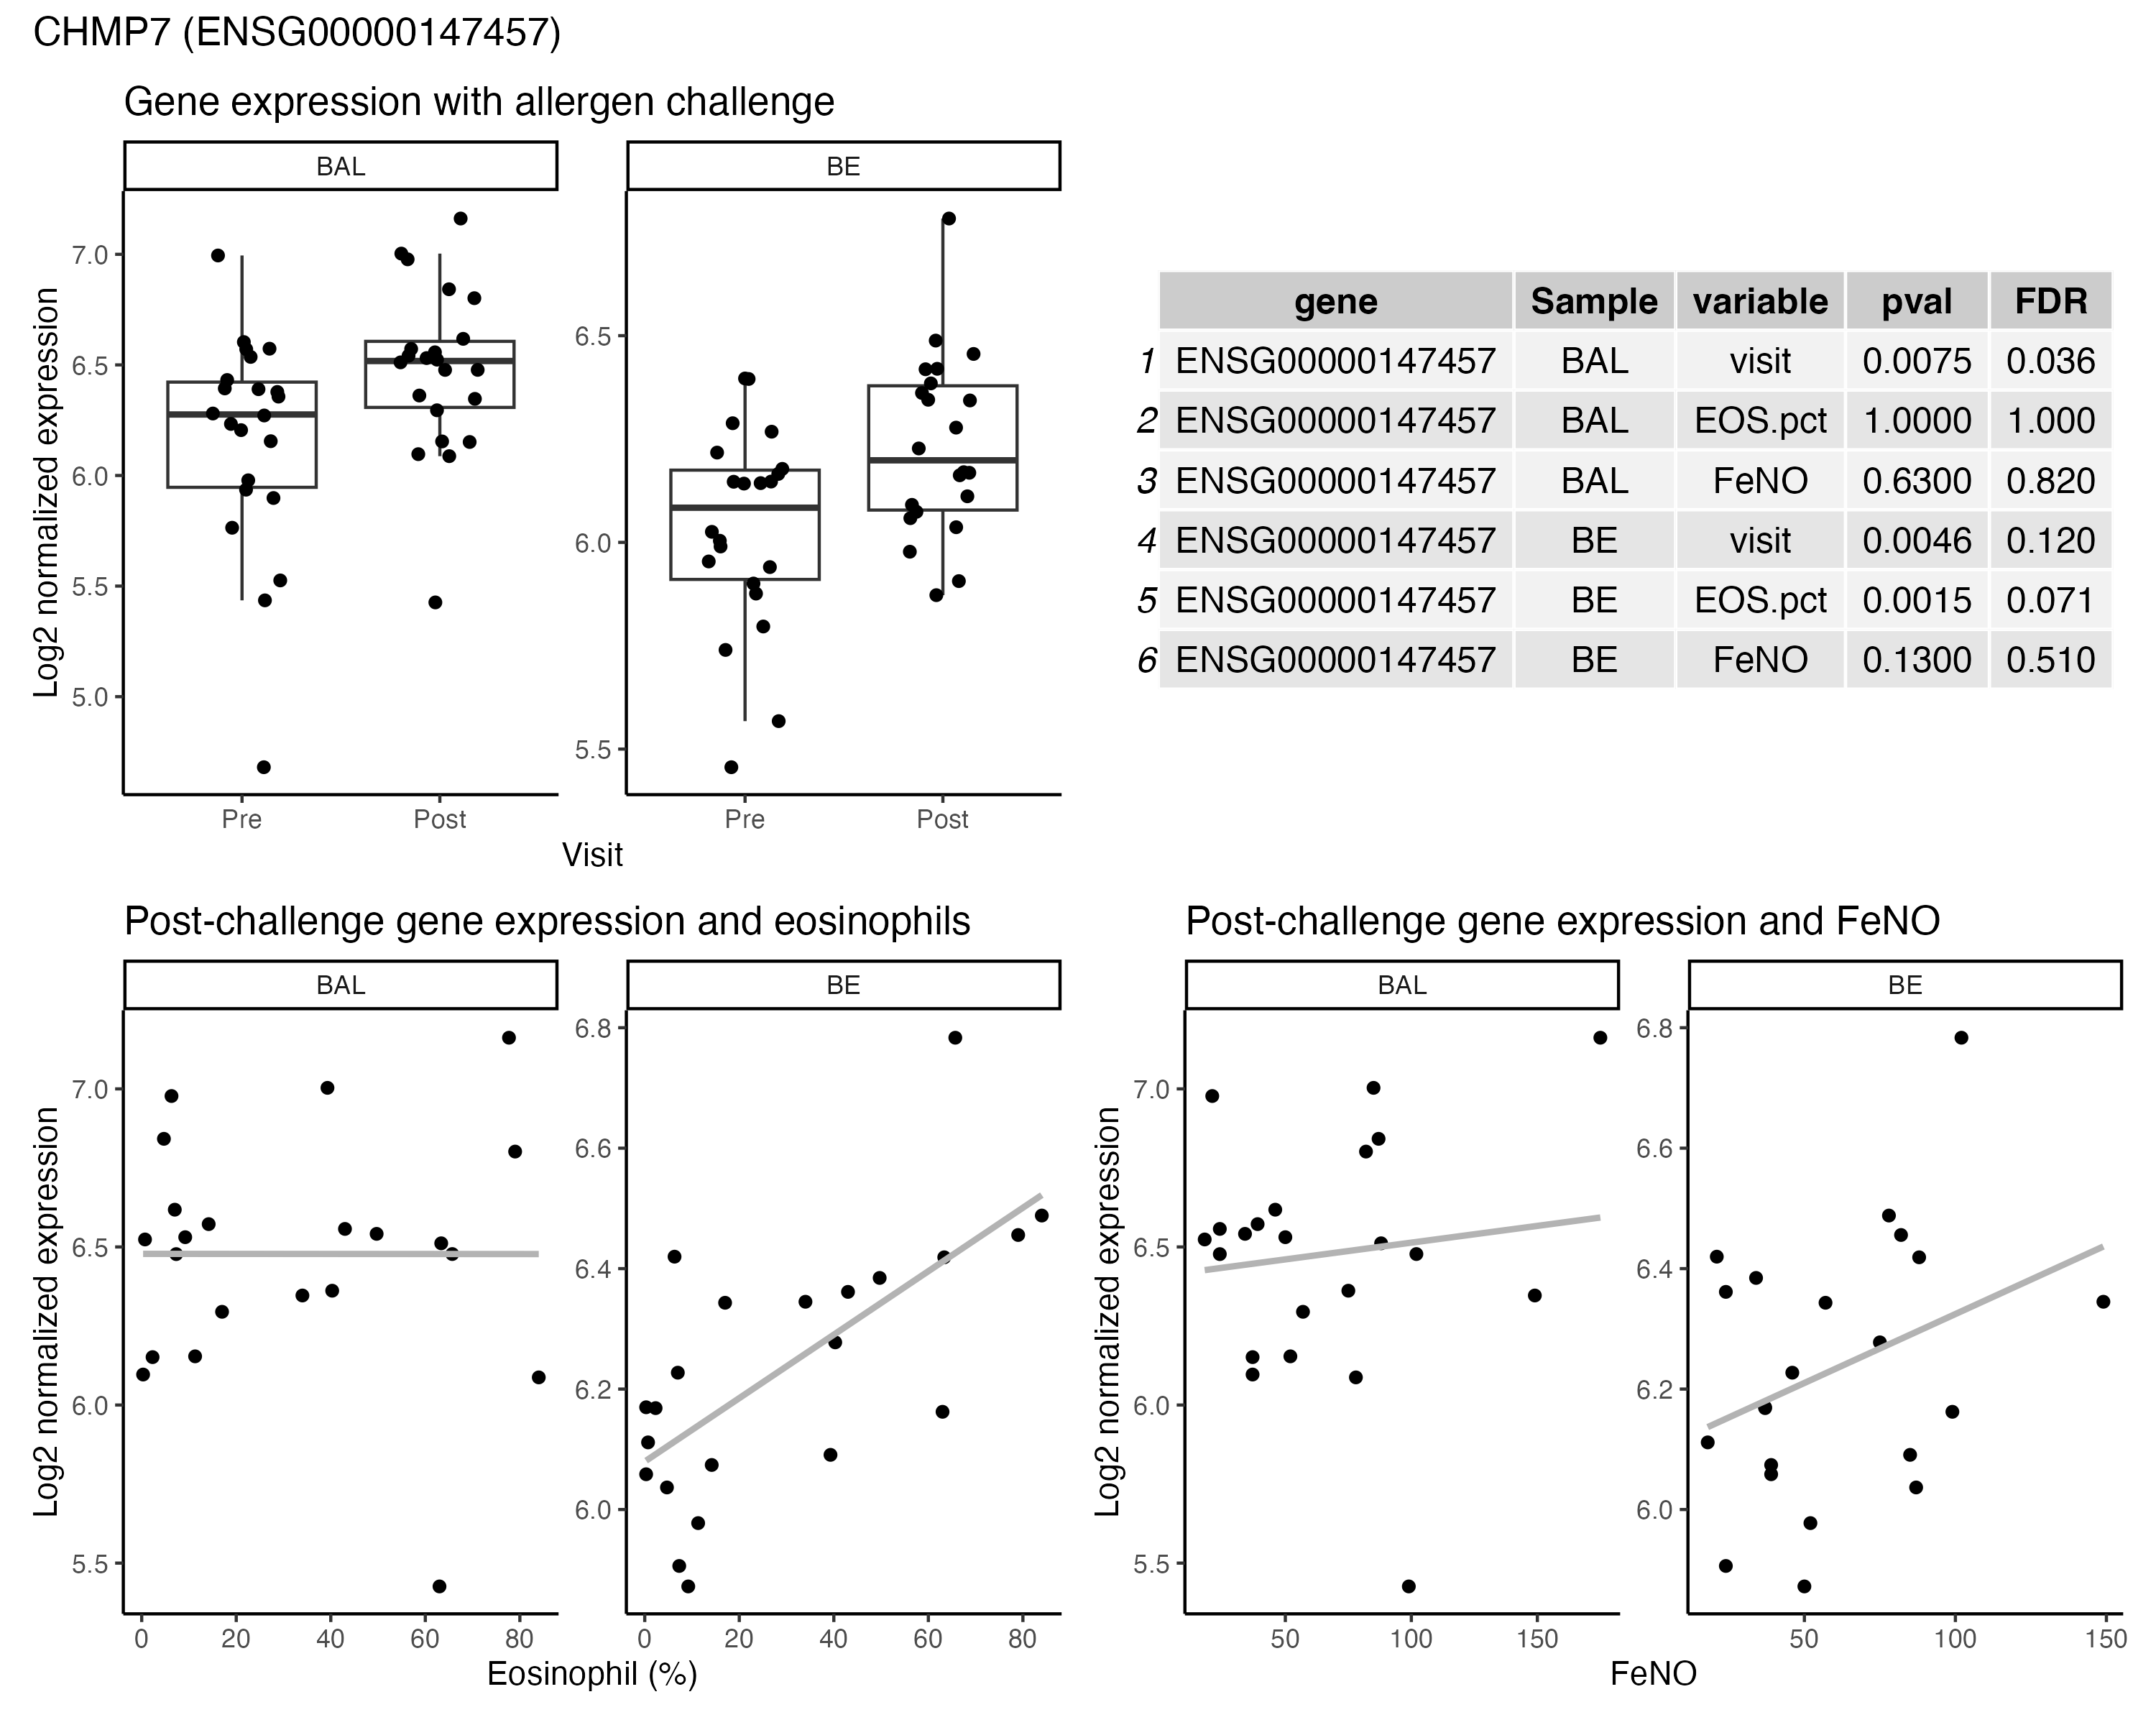 CHMP7 (ENSG00000147457)
Gene expression with allergen challenge
BAL
BE
Log2 normalized expression
7.0
6.5
6.0
5.5
5.0
6.5
6.0
5.5
Pre
Post
Pre
Post
Visit
gene Sample variable pval FDR
1 ENSG00000147457 BAL visit 0.0075 0.036
2 ENSG00000147457 BAL EOS.pct 1.0000 1.000
3 ENSG00000147457 BAL FeNO 0.6300 0.820
4 ENSG00000147457 BE visit 0.0046 0.120
5 ENSG00000147457 BE EOS.pct 0.0015 0.071
6 ENSG00000147457 BE FeNO 0.1300 0.510
Post-challenge gene expression and eosinophils
BAL
BE
Log2 normalized expression
7.0
6.5
6.0
5.5
6.8
6.6
6.4
6.2
6.0
0 20 40 60 80
0 20 40 60 80
Eosinophil (%)
Post-challenge gene expression and FeNO
BAL
BE
Log2 normalized expression
7.0
6.5
6.0
5.5
6.8
6.6
6.4
6.2
6.0
50 100 150
50 100 150
FeNO